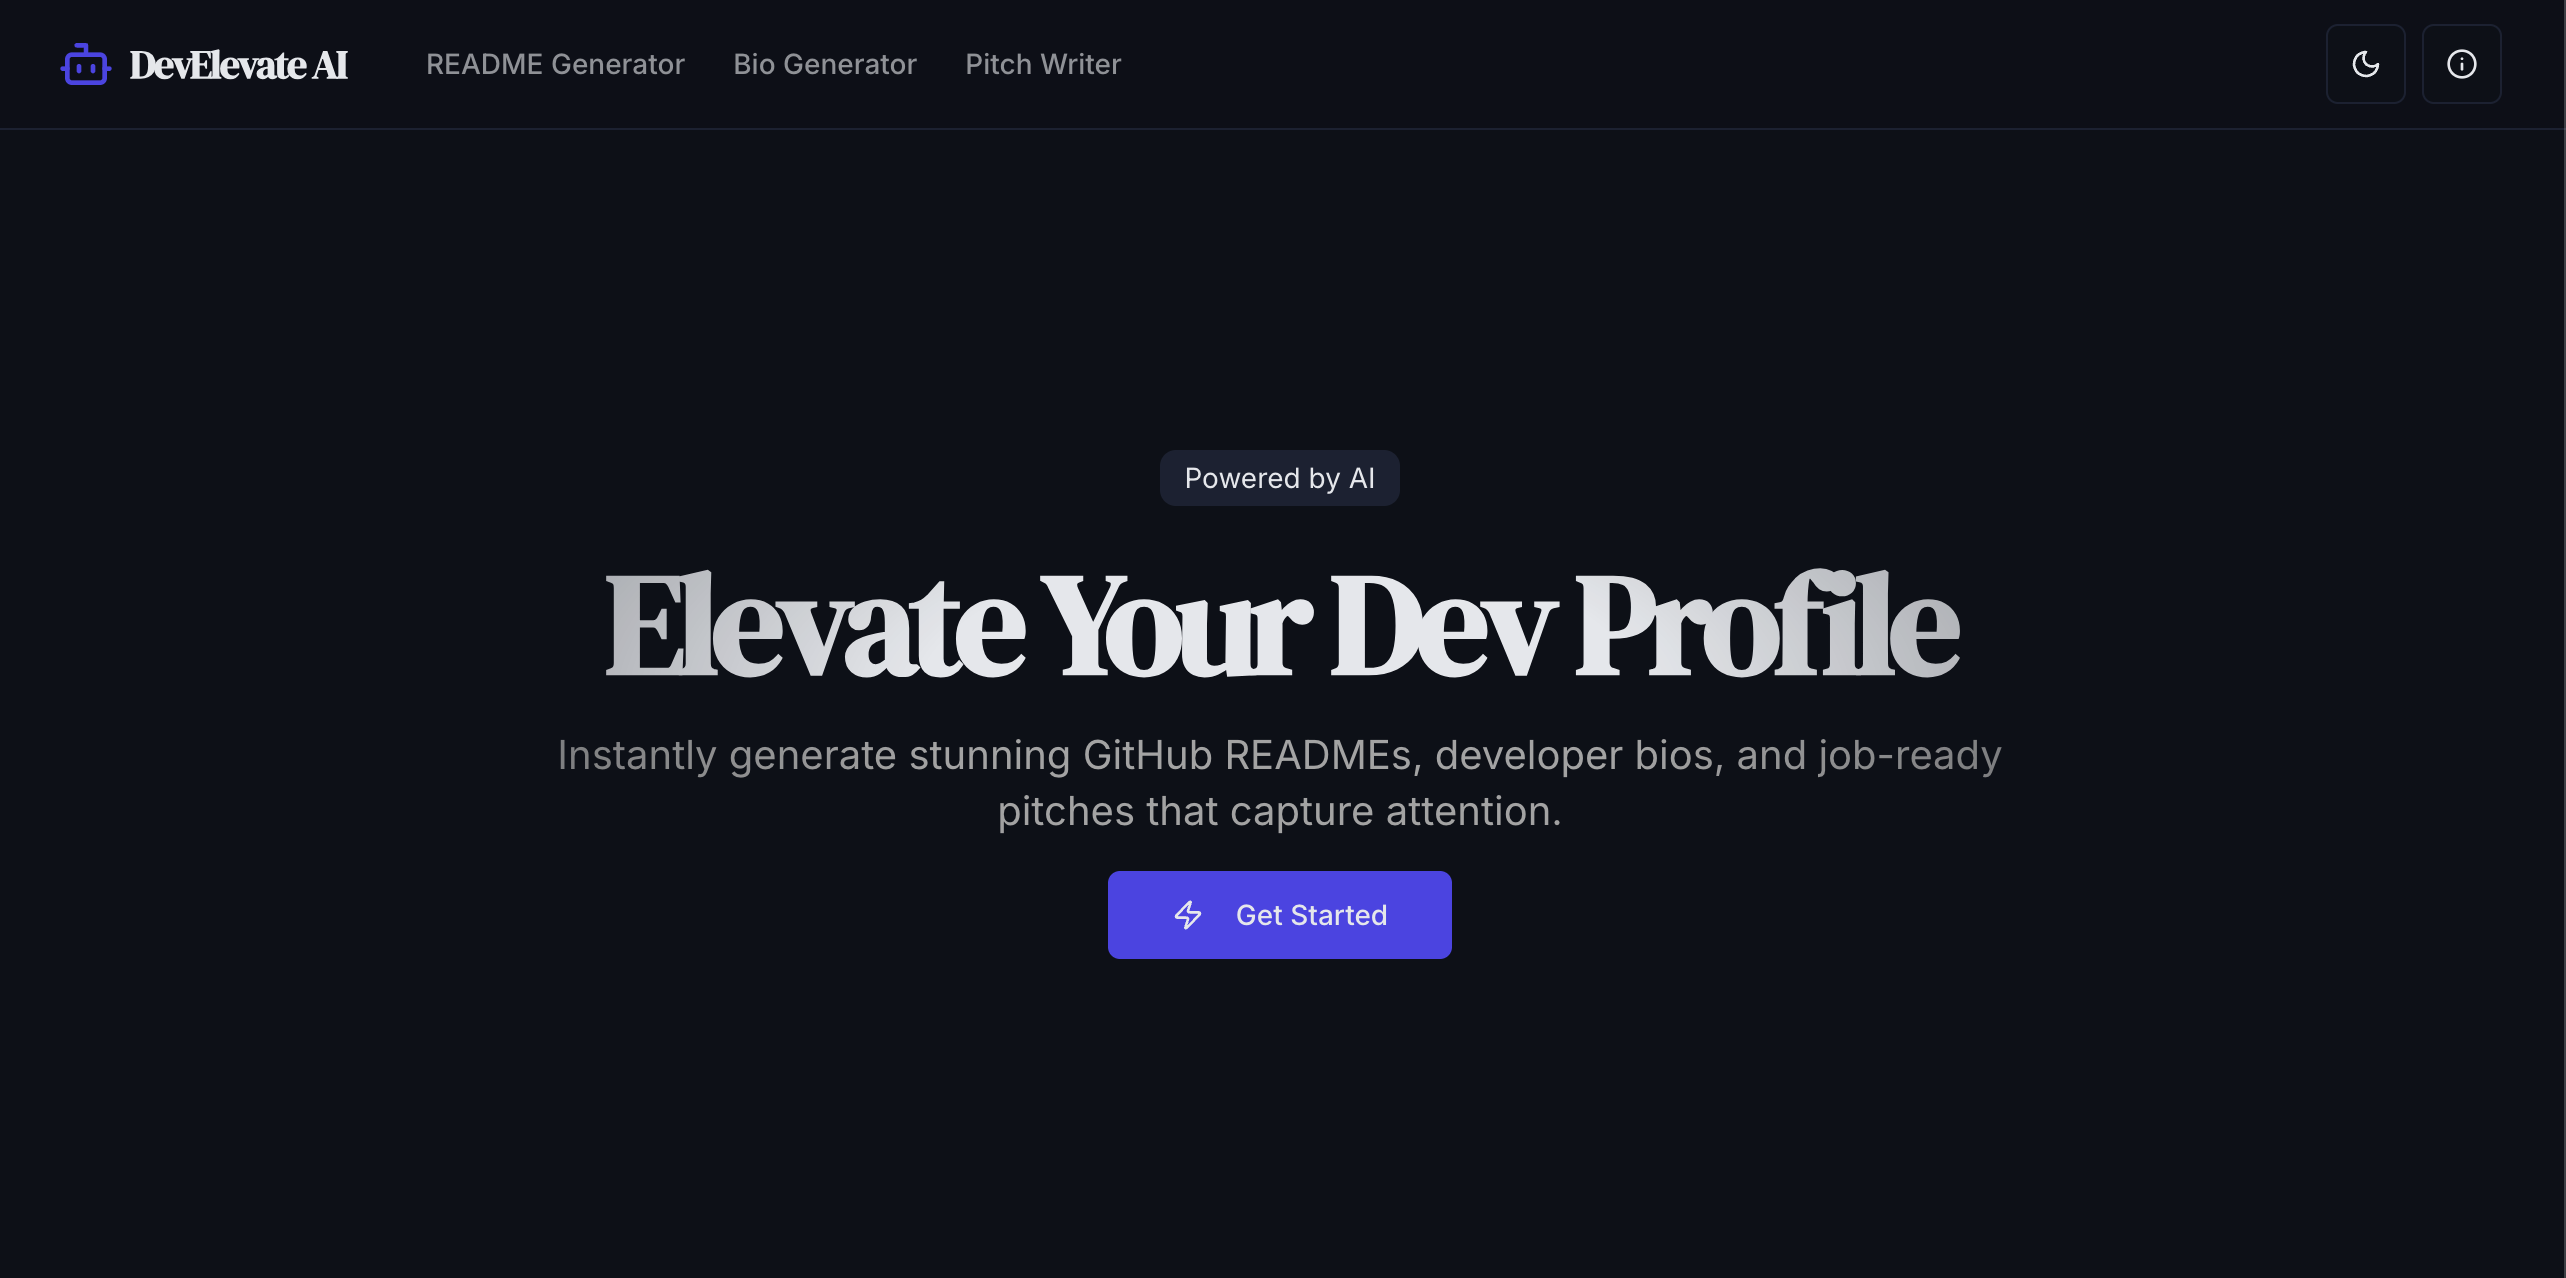 DevElevate AI
README Generator
Bio Generator
Pitch Writer
Powered by AI
Elevate Your Dev Profile
Instantly generate stunning GitHub READMEs, developer bios, and job-ready
pitches that capture attention.
Get Started